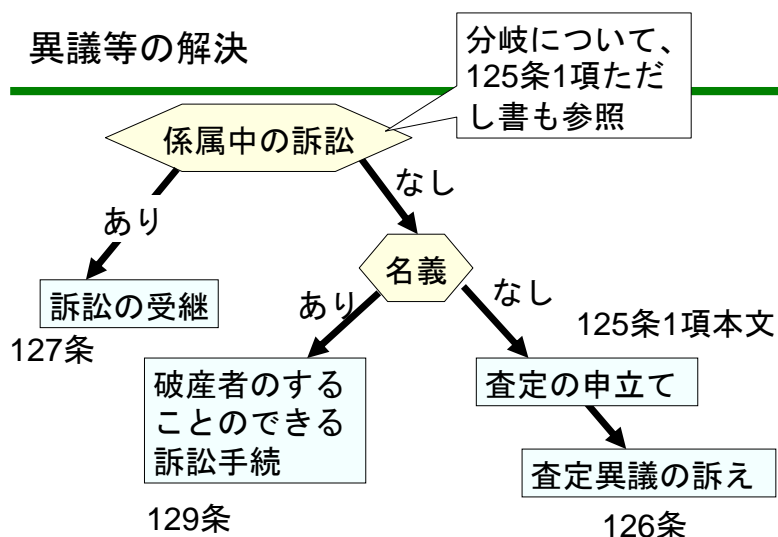 異議等の解決
分岐について、
125条1項ただ
し書も参照
係属中の訴訟
あり
なし
訴訟の受継
127条
名義
あり
なし
125条1項本文
破産者のする
ことのできる
訴訟手続
129条
査定の申立て
査定異議の訴え
126条